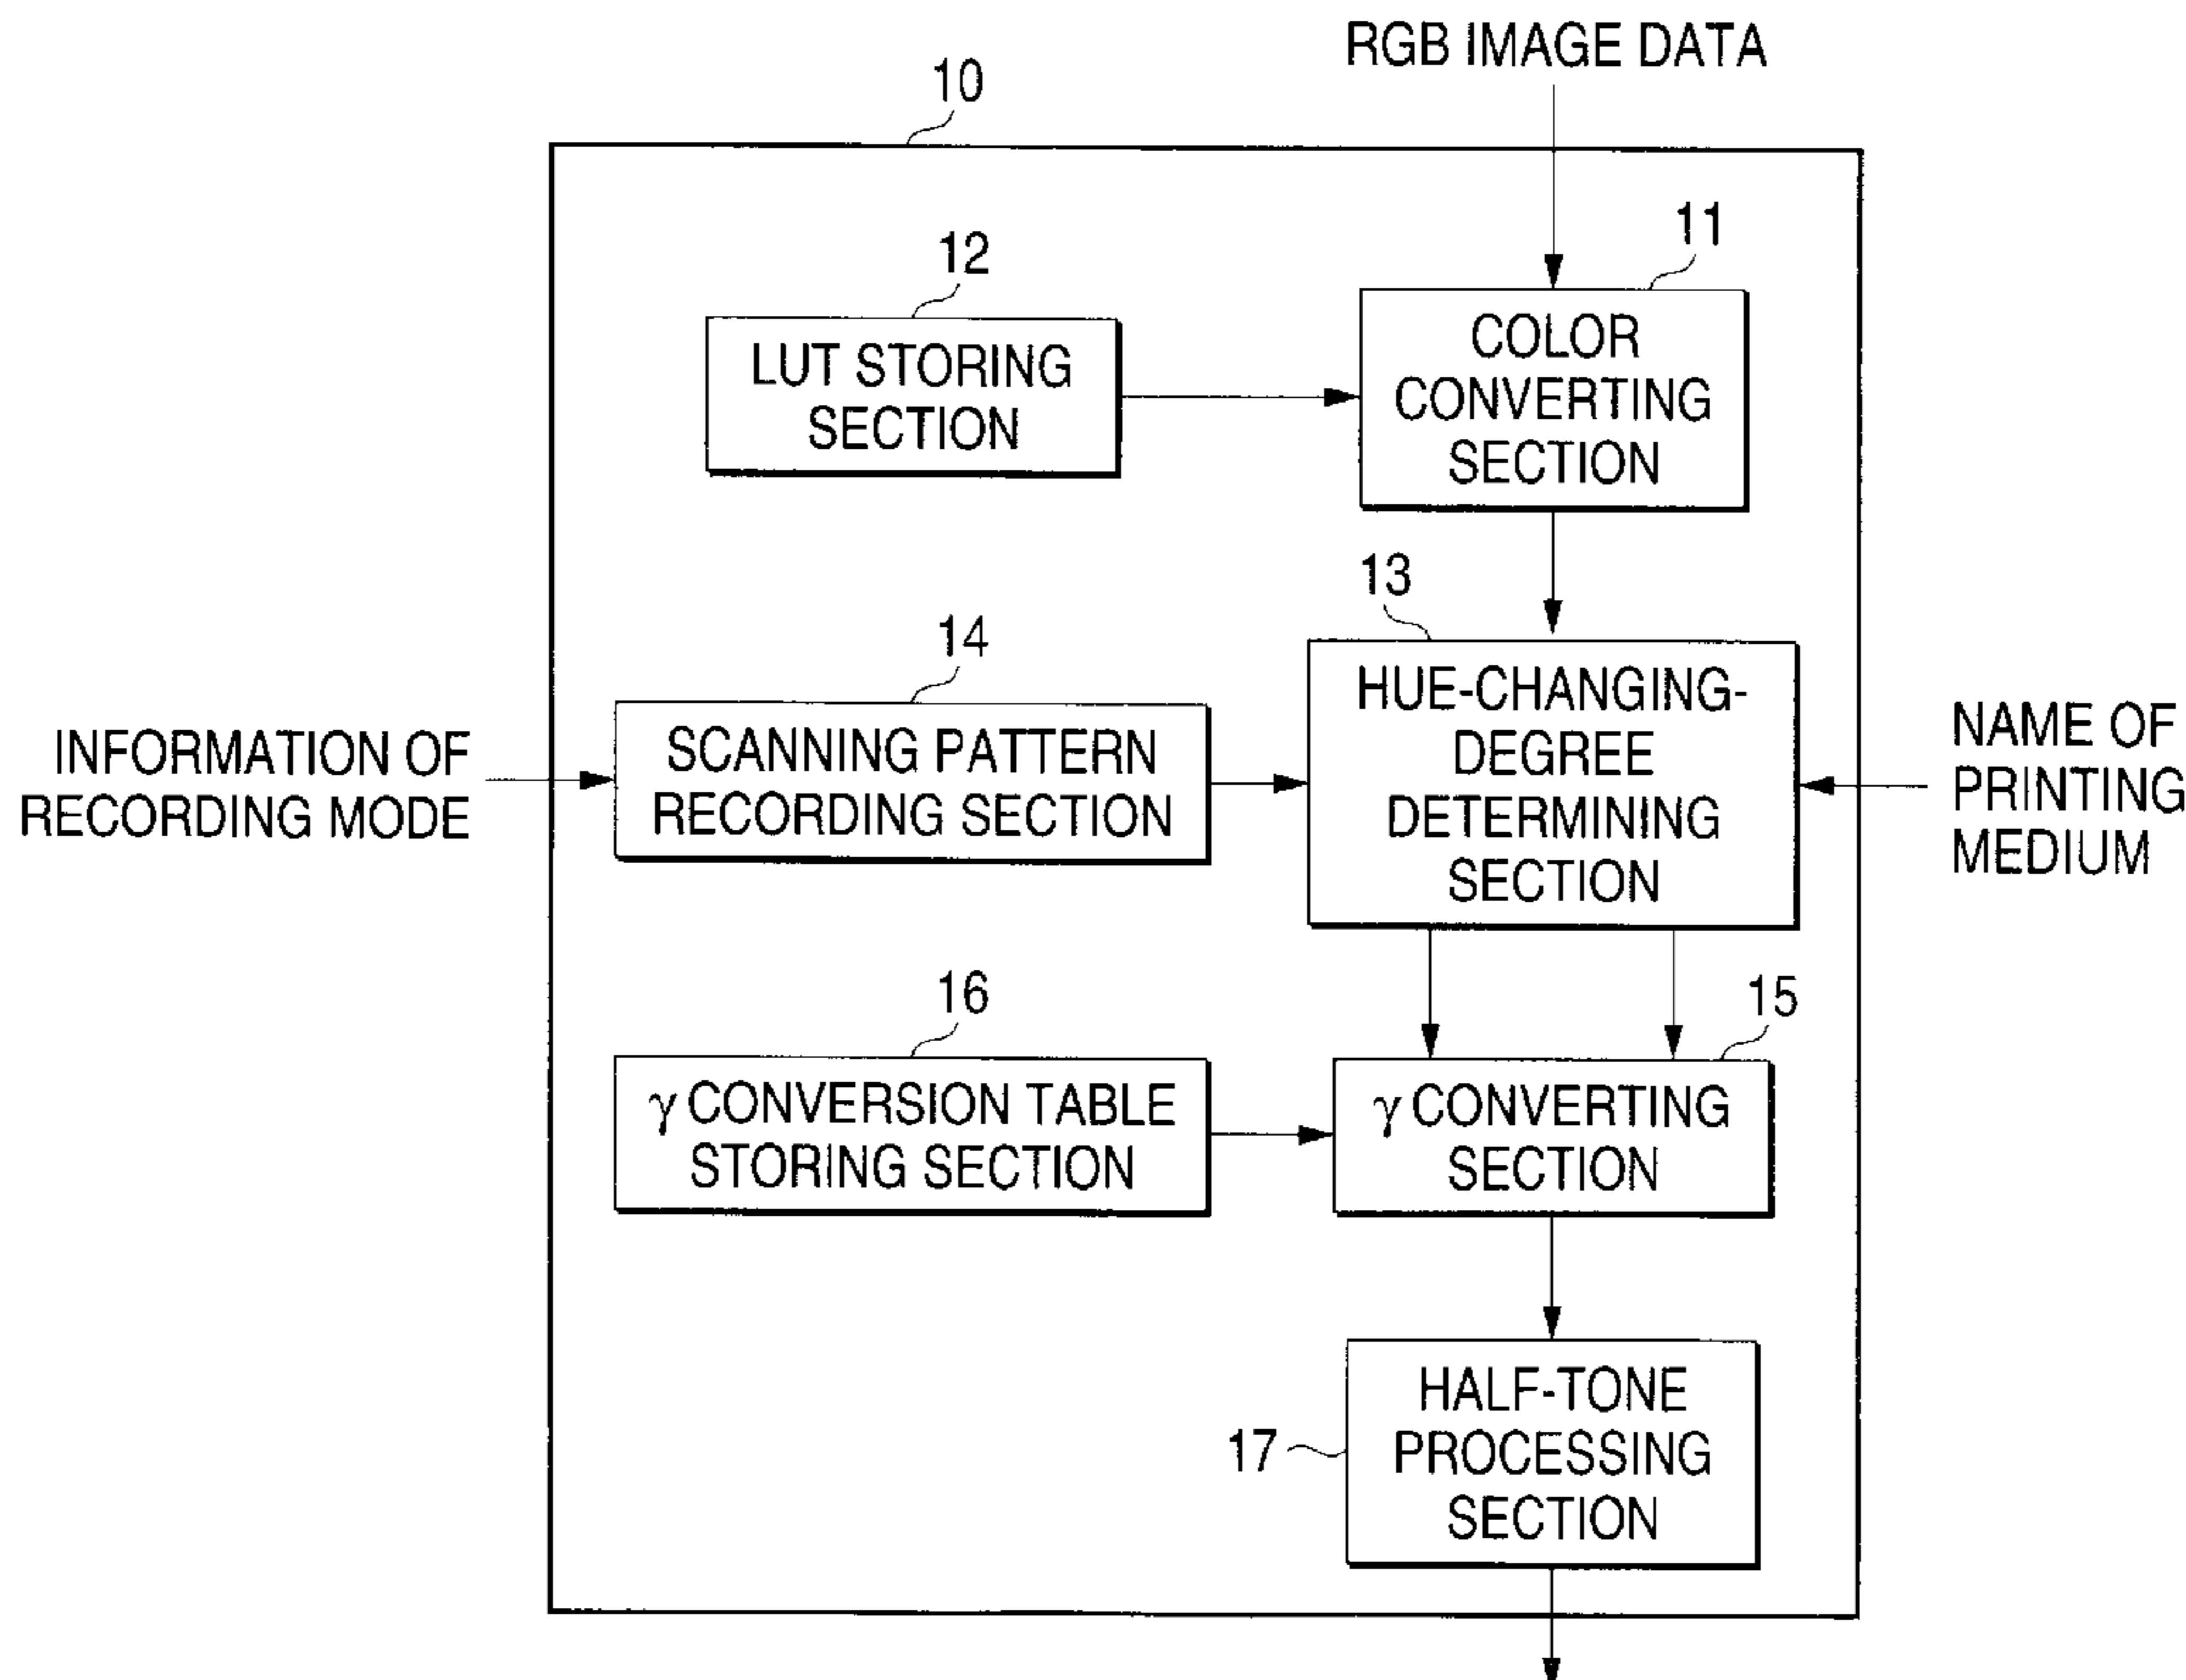 RGB IMAGE DATA
10
11
12
COLOR
CONVERTING
SECTION
LUT STORING
SECTION
13
14
HUE-CHANGING-
DEGREE
DETERMINING
SECTION
INFORMATION OF
RECORDING MODE
SCANNING PATTERN
RECORDING SECTION
NAME OF
PRINTING
MEDIUM
16
15
γ CONVERSION TABLE
STORING SECTION
γ CONVERTING
SECTION
17
HALF-TONE
PROCESSING
SECTION